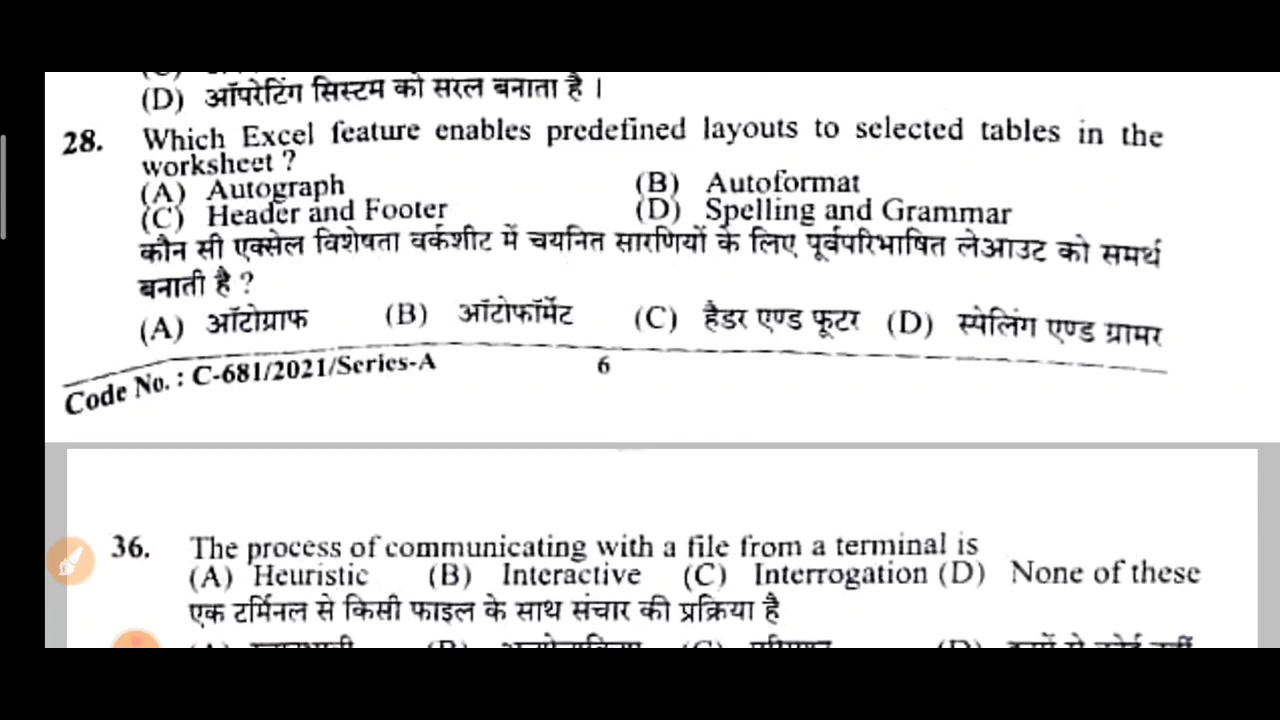 (D) ऑपरेटिंग सिस्टम को सरल बनाता है ।
28. Which Excel feature enables predefined layouts to selected tables in the
worksheet ?
(A) Autograph (B) Autoformat
(C) Header and Footer (D) Spelling and Grammar
कौन सी एक्सेल विशेषता वर्कशीट में चयनित सारणियों के लिए पूर्वपरिभाषित लेआउट को समर्थ
बनाती है ?
(A) ऑटोग्राफ (B) ऑटोफॉर्मेट (C) हैडर एण्ड फूटर (D) स्पेलिंग एण्ड ग्रामर
Code No. : C-681/2021/Series-A 6
36. The process of communicating with a file from a terminal is
(A) Heuristic (B) Interactive (C) Interrogation (D) None of these
एक टर्मिनल से किसी फाइल के साथ संचार की प्रक्रिया है